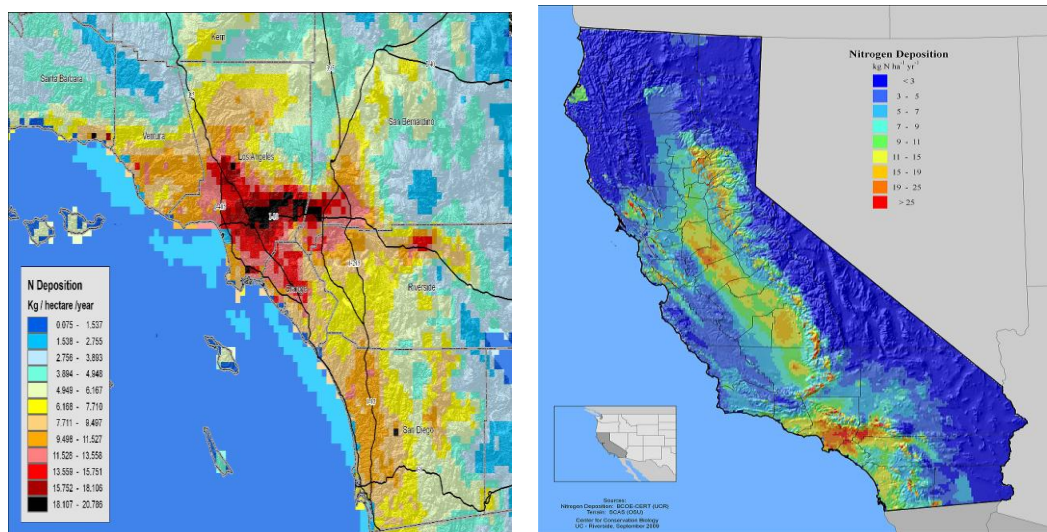 Kern
Santa Barbara
San Bernardino
Ventura
Los Angeles
Orange
Riverside
San Diego
N Deposition
Kg / hectare /year
0.075 - 1.537
1.538 - 2.755
2.756 - 3.893
3.894 - 4.948
4.949 - 6.167
6.168 - 7.710
7.711 - 9.497
9.498 - 11.527
11.528 - 13.558
13.559 - 15.751
15.752 - 18.106
18.107 - 20.786
Nitrogen Deposition
kg N ha⁻¹ yr⁻¹
< 3
3 - 5
5 - 7
7 - 9
9 - 11
11 - 15
15 - 19
19 - 25
> 25
Sources:
Nitrogen Deposition: BCOE-CERT (UCR)
Terrain: SCAS (OSU)
Center for Conservation Biology
UC - Riverside, September 2009